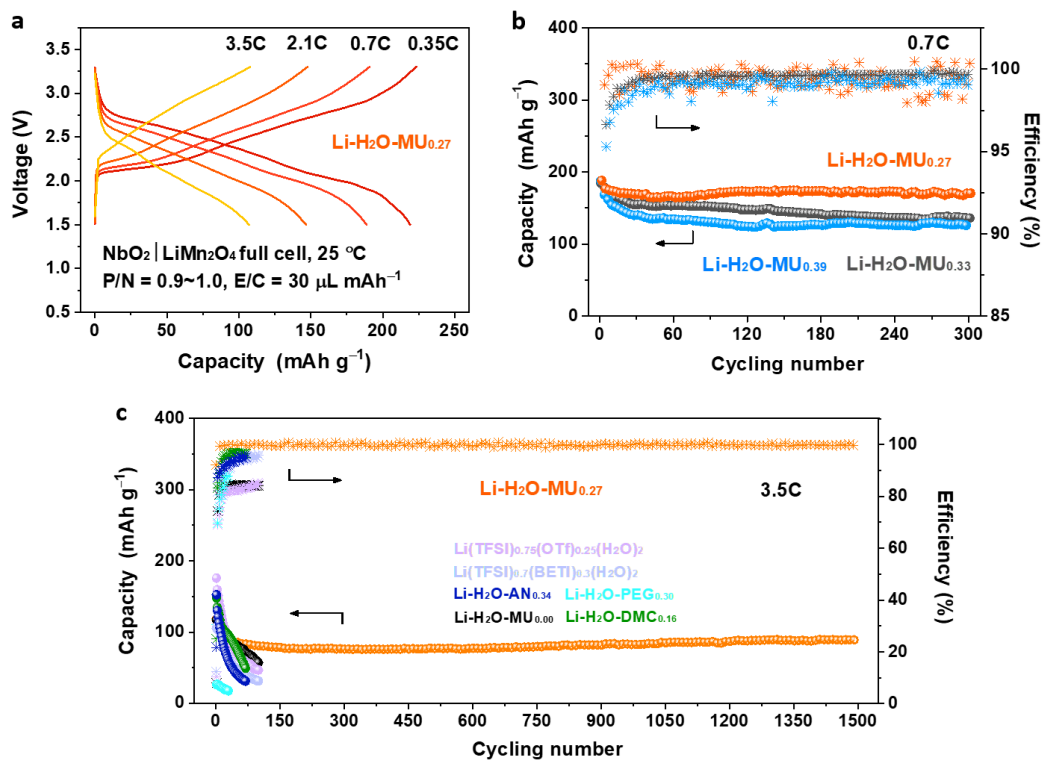 a
3.5C 2.1C 0.7C 0.35C
3.5
3.0
2.5
2.0
1.5
1.0
0.5
Voltage (V)
Li-H₂O-MU₀.₂₇
NbO₂ | LiMn₂O₄ full cell, 25 °C
P/N = 0.9~1.0, E/C = 30 μL mAh⁻¹
0 50 100 150 200 250
Capacity (mAh g⁻¹)
b
0.7C
400
350
300
250
200
150
100
50
0
Capacity (mAh g⁻¹)
100
95
90
85
Efficiency (%)
Li-H₂O-MU₀.₂₇
Li-H₂O-MU₀.₃₉ Li-H₂O-MU₀.₃₃
0 60 120 180 240 300
Cycling number
c
400
350
300
250
200
150
100
50
0
Capacity (mAh g⁻¹)
100
80
60
40
20
0
Efficiency (%)
Li-H₂O-MU₀.₂₇ 3.5C
Li(TFSI)₀.₇₅(OTf)₀.₂₅(H₂O)₂
Li(TFSI)₀.₇(BETI)₀.₃(H₂O)₂
Li-H₂O-AN₀.₃₄ Li-H₂O-PEG₀.₃₀
Li-H₂O-MU₀.₀₀ Li-H₂O-DMC₀.₁₆
0 150 300 450 600 750 900 1050 1200 1350 1500
Cycling number